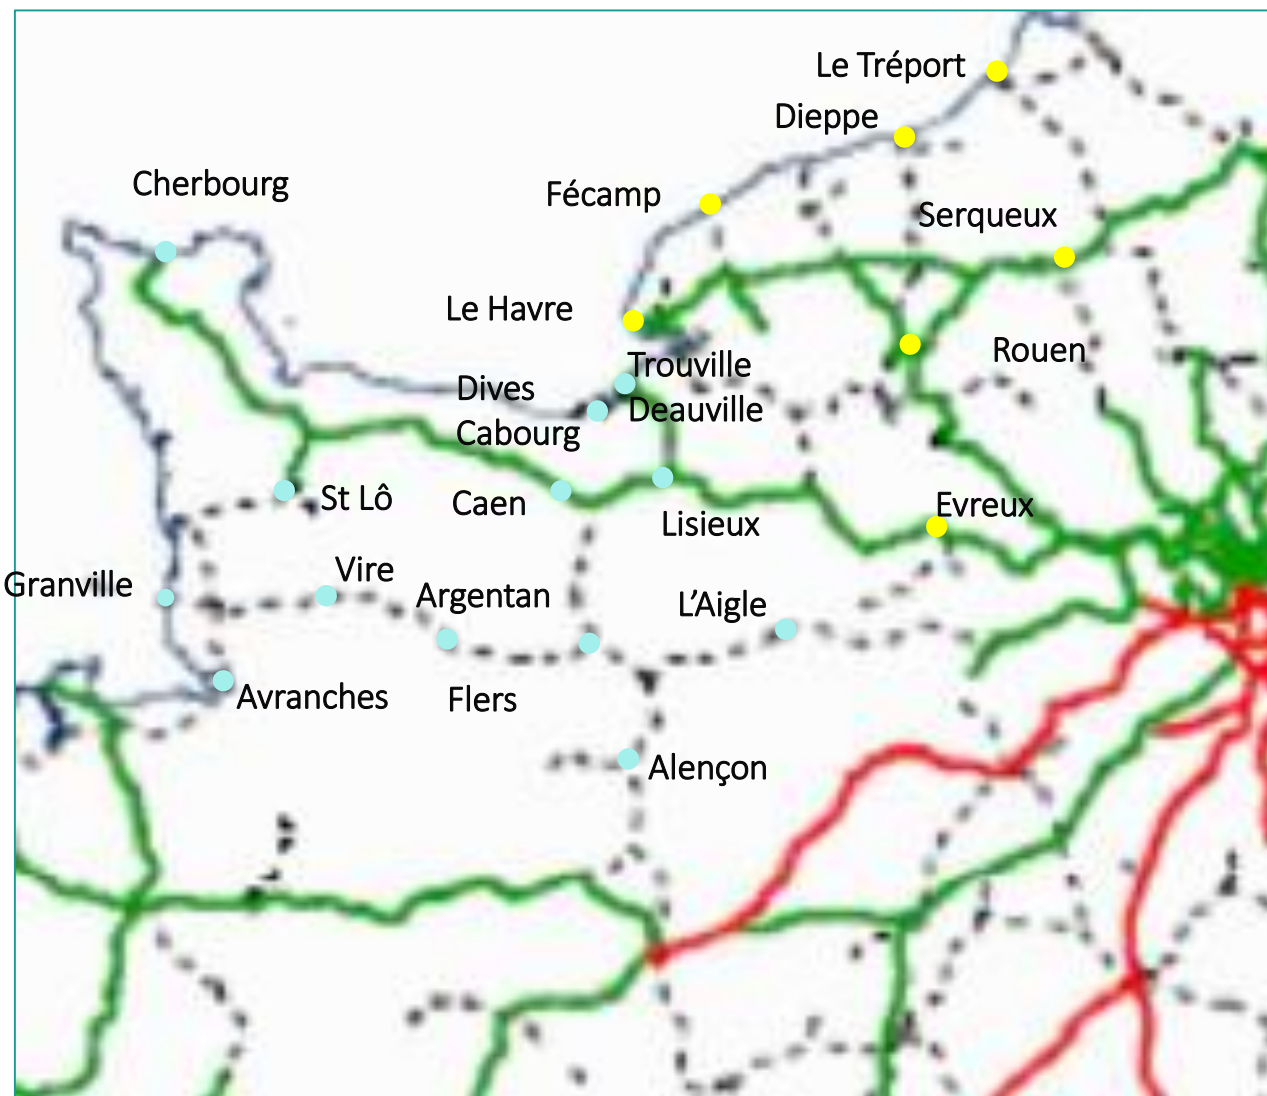 Le Tréport
Dieppe
Cherbourg
Fécamp
Serqueux
Le Havre
Rouen
Trouville
Dives
Deauville
Cabourg
St Lô
Caen
Evreux
Lisieux
Vire
Granville
Argentan
L’Aigle
Avranches
Flers
Alençon